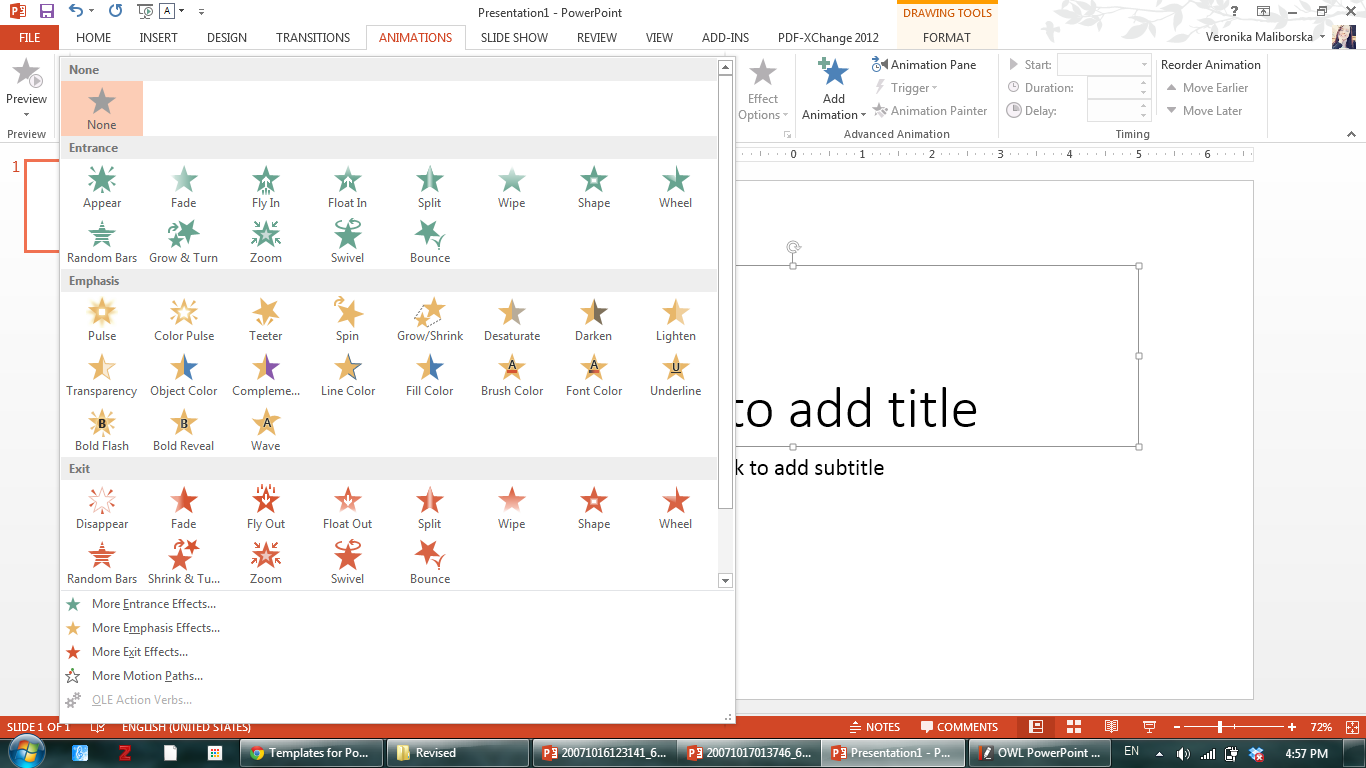 Presentation1 - PowerPoint
DRAWING TOOLS
FILE HOME INSERT DESIGN TRANSITIONS ANIMATIONS SLIDE SHOW REVIEW VIEW ADD-INS PDF-XChange 2012 FORMAT
Veronika Maliborska
Preview
Preview
None
None
Entrance
Appear Fade Fly In Float In Split Wipe Shape Wheel
Random Bars Grow & Turn Zoom Swivel Bounce
Emphasis
Pulse Color Pulse Teeter Spin Grow/Shrink Desaturate Darken Lighten
Transparency Object Color Compleme... Line Color Fill Color Brush Color Font Color Underline
Bold Flash Bold Reveal Wave
Exit
Disappear Fade Fly Out Float Out Split Wipe Shape Wheel
Random Bars Shrink & Tu... Zoom Swivel Bounce
More Entrance Effects...
More Emphasis Effects...
More Exit Effects...
More Motion Paths...
OLE Action Verbs...
Effect
Options
Add
Animation
Animation Pane
Trigger
Animation Painter
Advanced Animation
Start:
Duration:
Delay:
Reorder Animation
Move Earlier
Move Later
Timing
0 1 2 3 4 5 6
1
to add title
k to add subtitle
SLIDE 1 OF 1 ENGLISH (UNITED STATES) NOTES COMMENTS 72%
Templates for Po... Revised 20071016123141_6... 20071017013746_6... Presentation1 - P... OWL PowerPoint ... EN 4:57 PM